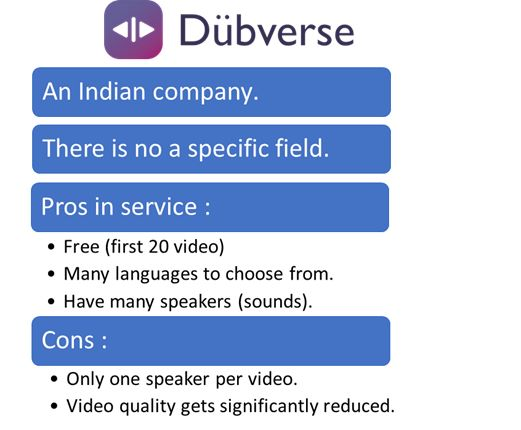 Dübverse
An Indian company.
There is no a specific field.
Pros in service :
• Free (first 20 video)
• Many languages to choose from.
• Have many speakers (sounds).
Cons :
• Only one speaker per video.
• Video quality gets significantly reduced.